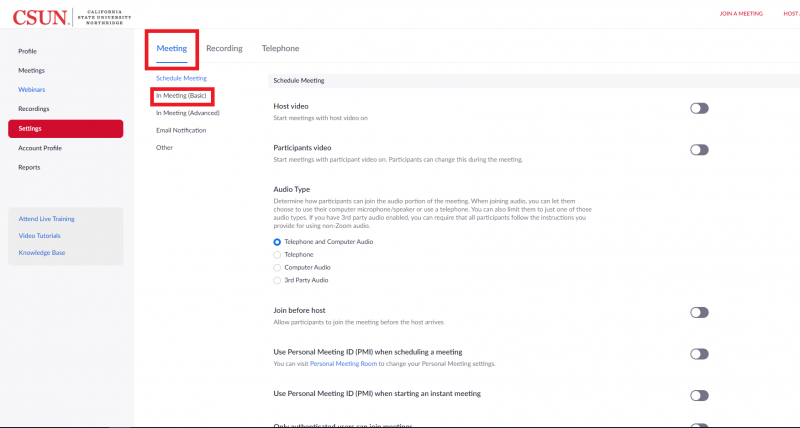 CSUN
CALIFORNIA
STATE UNIVERSITY
NORTHRIDGE
JOIN A MEETING
HOST
Profile
Meetings
Webinars
Recordings
Settings
Account Profile
Reports
Attend Live Training
Video Tutorials
Knowledge Base
Meeting
Recording
Telephone
Schedule Meeting
In Meeting (Basic)
In Meeting (Advanced)
Email Notification
Other
Schedule Meeting
Host video
Start meetings with host video on
Participants video
Start meetings with participant video on. Participants can change this during the meeting.
Audio Type
Determine how participants can join the audio portion of the meeting. When joining audio, you can let them
choose to use their computer microphone/speaker or use a telephone. You can also limit them to just one of those
audio types. If you have 3rd party audio enabled, you can require that all participants follow the instructions you
provide for using non-Zoom audio.
Telephone and Computer Audio
Telephone
Computer Audio
3rd Party Audio
Join before host
Allow participants to join the meeting before the host arrives
Use Personal Meeting ID (PMI) when scheduling a meeting
You can visit Personal Meeting Room to change your Personal Meeting settings.
Use Personal Meeting ID (PMI) when starting an instant meeting
Only authenticated users can join meetings